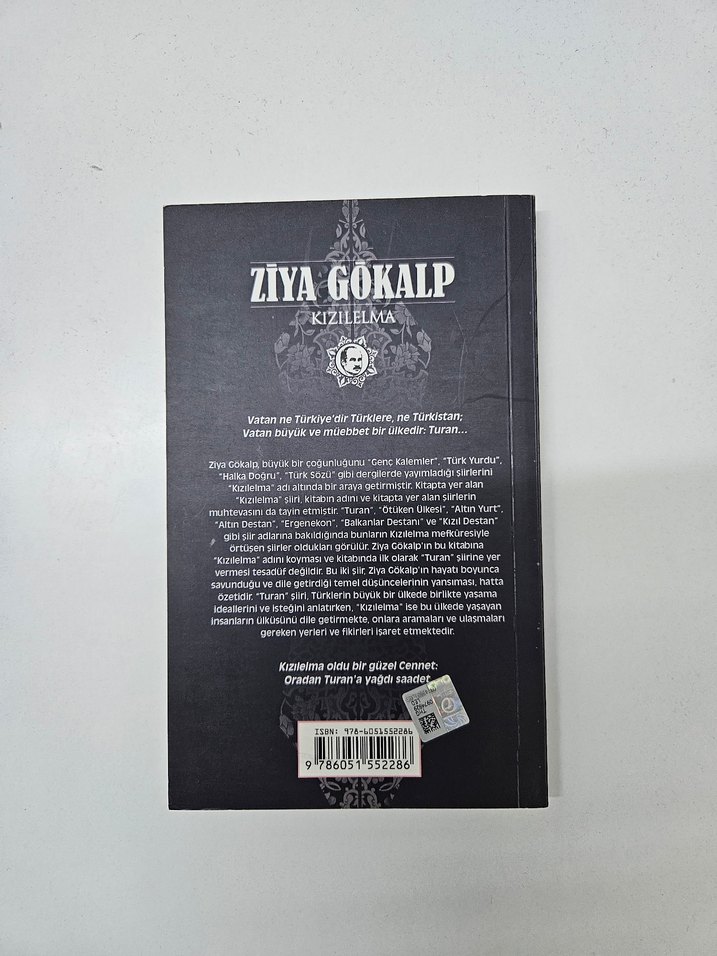 ZİYA GÖKALP
KIZILELMA
Vatan ne Türkiye'dir Türklere, ne Türkistan;
Vatan büyük ve müebbet bir ülkedir: Turan...
Ziya Gökalp, büyük bir çoğunluğunu "Genç Kalemler", "Türk Yurdu",
"Halka Doğru", "Türk Sözü" gibi dergilerde yayımladığı şiirlerini
"Kızılelma" adı altında bir araya getirmiştir. Kitapta yer alan
"Kızılelma" şiiri, kitabın adını ve kitapta yer alan şiirlerin
muhtevasını da tayin etmiştir. "Turan", "Ötüken Ülkesi", "Altın Yurt",
"Altın Destan", "Ergenekon", "Balkanlar Destanı" ve "Kızıl Destan"
gibi şiir adlarına bakıldığında bunların Kızılelma mefkûresiyle
örtüşen şiirler oldukları görülür. Ziya Gökalp'ın bu kitabına
"Kızılelma" adını koyması ve kitabında ilk olarak "Turan" şiirine yer
vermesi tesadüf değildir. Bu iki şiir, Ziya Gökalp'ın hayatı boyunca
savunduğu ve dile getirdiği temel düşüncelerinin yansıması, hatta
özetidir. "Turan" şiiri, Türklerin büyük bir ülkede birlikte yaşama
ideallerini ve isteğini anlatırken, "Kızılelma" ise bu ülkede yaşayan
insanların ülküsünü dile getirmekte, onlara aramaları ve ulaşmaları
gereken yerleri ve fikirleri işaret etmektedir.
Kızılelma oldu bir güzel Cennet:
Oradan Turan'a yağdı saadet
ISBN: 978-6051552286
9 786051 552286